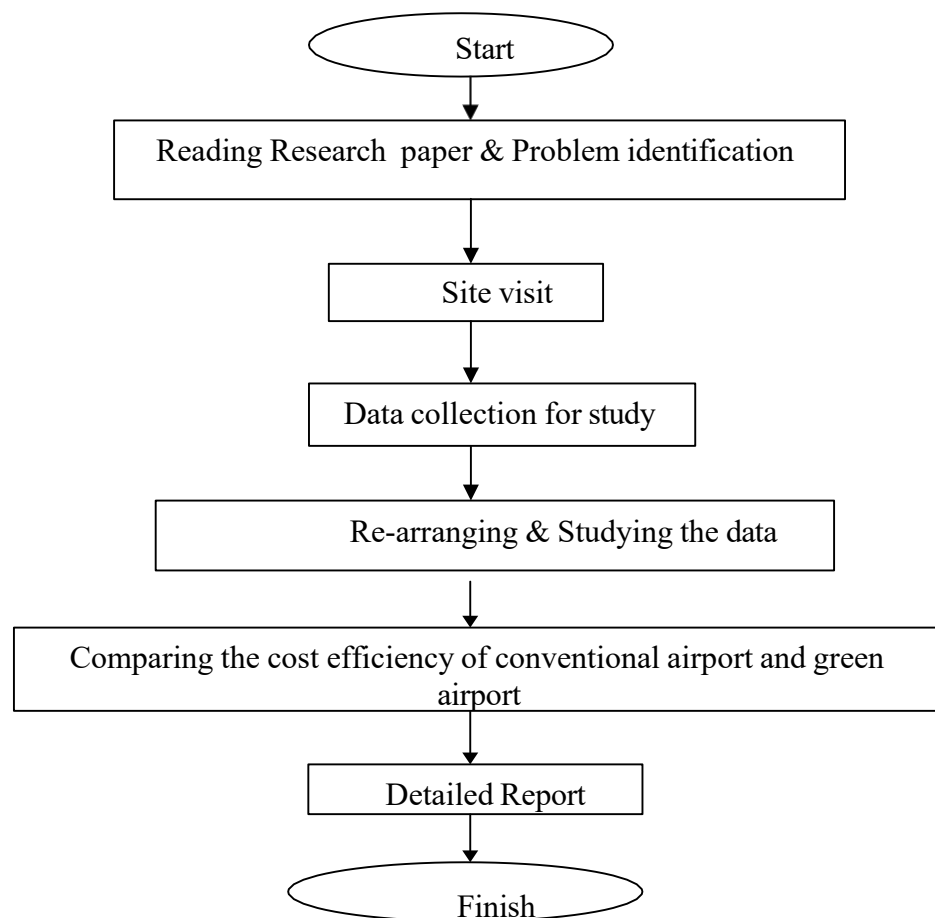 Start
Reading Research paper & Problem identification
Site visit
Data collection for study
Re-arranging & Studying the data
Comparing the cost efficiency of conventional airport and green
airport
Detailed Report
Finish